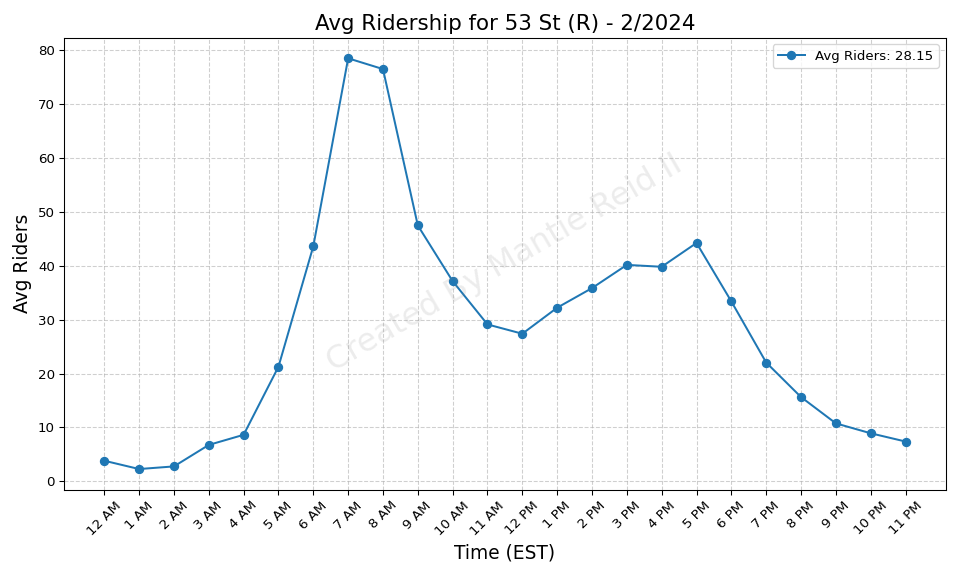 Avg Ridership for 53 St (R) - 2/2024
Avg Riders: 28.15
Avg Riders
80
70
60
50
40
30
20
10
0
Created By Mantie Reid II
12 AM
1 AM
2 AM
3 AM
4 AM
5 AM
6 AM
7 AM
8 AM
9 AM
10 AM
11 AM
12 PM
1 PM
2 PM
3 PM
4 PM
5 PM
6 PM
7 PM
8 PM
9 PM
10 PM
11 PM
Time (EST)